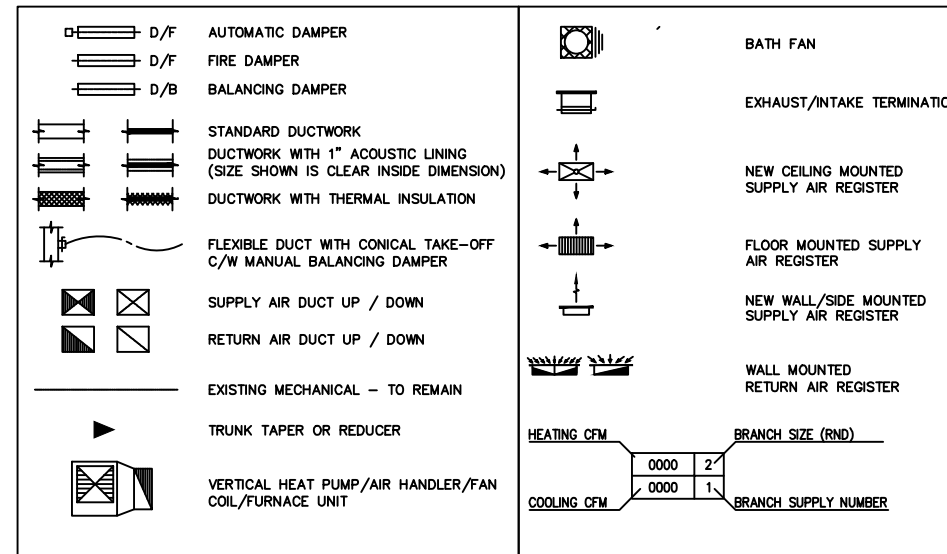 D/F AUTOMATIC DAMPER
D/F FIRE DAMPER
D/B BALANCING DAMPER
STANDARD DUCTWORK
DUCTWORK WITH 1" ACOUSTIC LINING
(SIZE SHOWN IS CLEAR INSIDE DIMENSION)
DUCTWORK WITH THERMAL INSULATION
FLEXIBLE DUCT WITH CONICAL TAKE-OFF
C/W MANUAL BALANCING DAMPER
SUPPLY AIR DUCT UP / DOWN
RETURN AIR DUCT UP / DOWN
EXISTING MECHANICAL - TO REMAIN
TRUNK TAPER OR REDUCER
VERTICAL HEAT PUMP/AIR HANDLER/FAN
COIL/FURNACE UNIT
BATH FAN
EXHAUST/INTAKE TERMINATIO
NEW CEILING MOUNTED
SUPPLY AIR REGISTER
FLOOR MOUNTED SUPPLY
AIR REGISTER
NEW WALL/SIDE MOUNTED
SUPPLY AIR REGISTER
WALL MOUNTED
RETURN AIR REGISTER
HEATING CFM BRANCH SIZE (RND)
0000 2
0000 1
COOLING CFM BRANCH SUPPLY NUMBER